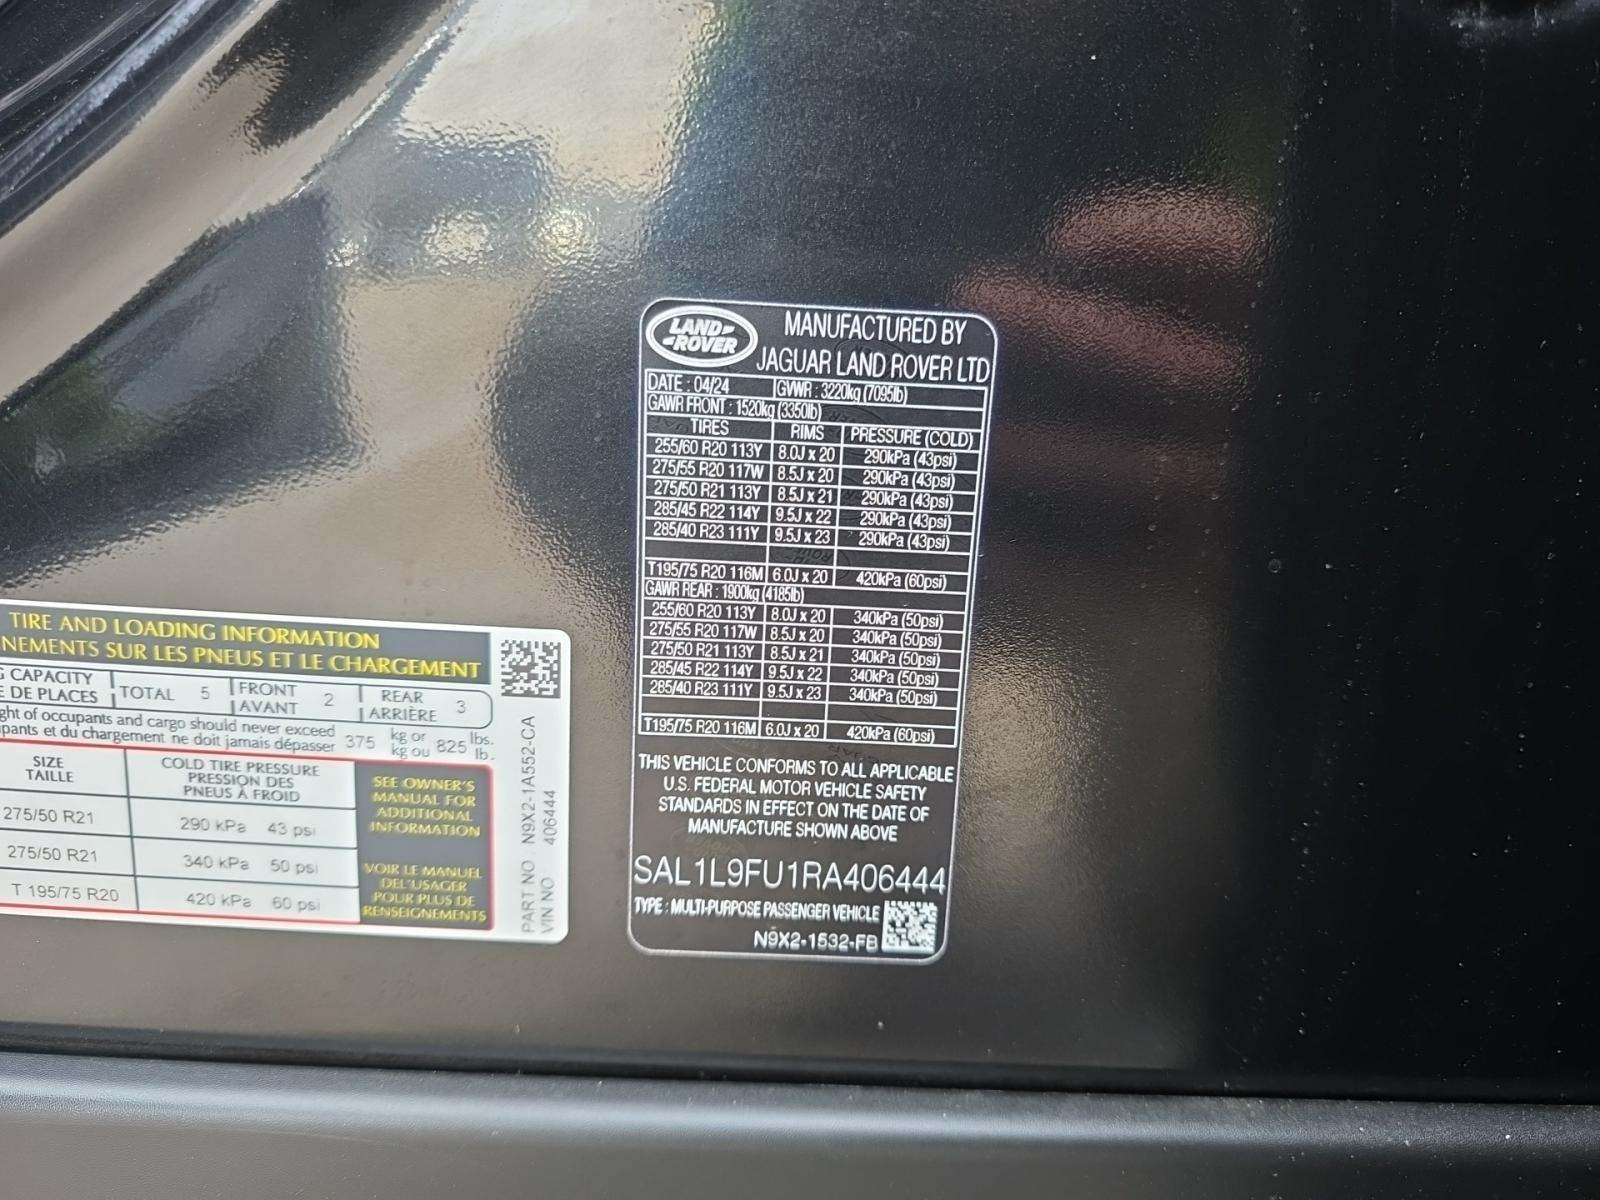 LAND-
-ROVER
MANUFACTURED BY
JAGUAR LAND ROVER LTD
DATE : 04/24 GVWR : 3220kg (7095lb)
GAWR FRONT : 1520kg (3350lb)
TIRES RIMS PRESSURE (COLD)
255/60 R20 113Y 8.0J x 20 290kPa (43psi)
275/55 R20 117W 8.5J x 20 290kPa (43psi)
275/50 R21 113Y 8.5J x 21 290kPa (43psi)
285/45 R22 114Y 9.5J x 22 290kPa (43psi)
285/40 R23 111Y 9.5J x 23 290kPa (43psi)
T195/75 R20 116M 6.0J x 20 420kPa (60psi)
GAWR REAR : 1900kg (4185lb)
255/60 R20 113Y 8.0J x 20 340kPa (50psi)
275/55 R20 117W 8.5J x 20 340kPa (50psi)
275/50 R21 113Y 8.5J x 21 340kPa (50psi)
285/45 R22 114Y 9.5J x 22 340kPa (50psi)
285/40 R23 111Y 9.5J x 23 340kPa (50psi)
T195/75 R20 116M 6.0J x 20 420kPa (60psi)
THIS VEHICLE CONFORMS TO ALL APPLICABLE
U.S. FEDERAL MOTOR VEHICLE SAFETY
STANDARDS IN EFFECT ON THE DATE OF
MANUFACTURE SHOWN ABOVE
SAL1L9FU1RA406444
TYPE : MULTI-PURPOSE PASSENGER VEHICLE
N9X2-1532-FB
TIRE AND LOADING INFORMATION
NEMENTS SUR LES PNEUS ET LE CHARGEMENT
G CAPACITY TOTAL 5 FRONT 2 REAR 3
E DE PLACES AVANT ARRIÈRE
ght of occupants and cargo should never exceed 375 kg or 825 lbs.
pants et du chargement ne doit jamais dépasser kg ou lb.
SIZE
TAILLE
COLD TIRE PRESSURE
PRESSION DES
PNEUS À FROID
275/50 R21 290 kPa 43 psi
275/50 R21 340 kPa 50 psi
T 195/75 R20 420 kPa 60 psi
SEE OWNER'S
MANUAL FOR
ADDITIONAL
INFORMATION
VOIR LE MANUEL
DEL'USAGER
POUR PLUS DE
RENSEIGNEMENTS
PART NO N9X2-1A552-CA
VIN NO 406444